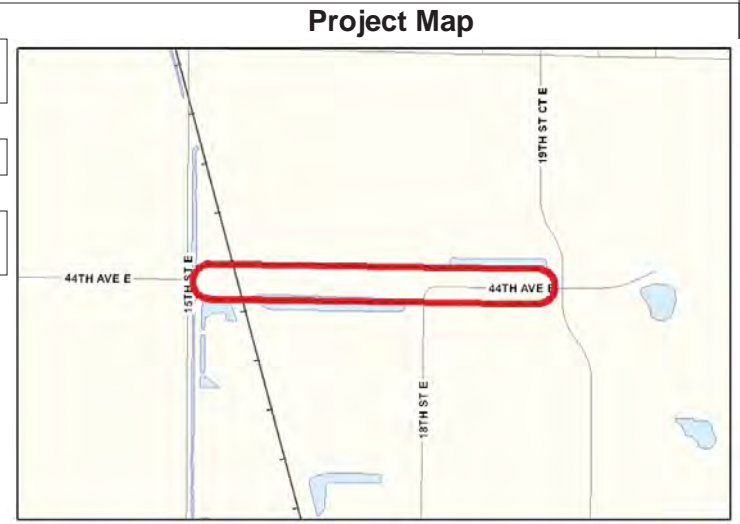 Project Map
19TH ST CT E
44TH AVE E
15TH ST E
44TH AVE E
18TH ST E